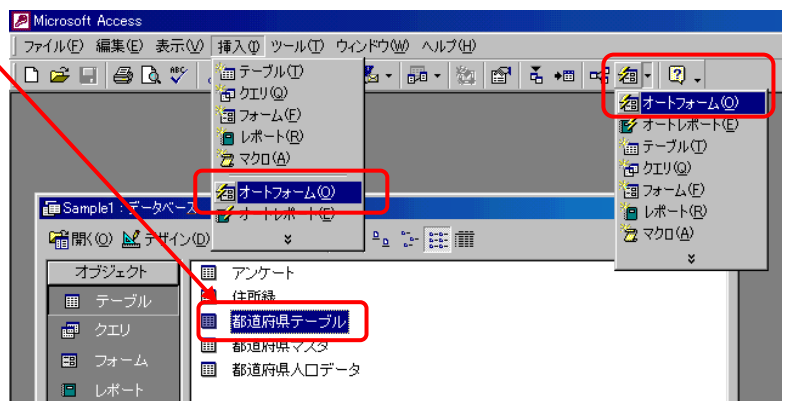 Microsoft Access
ファイル(F) 編集(E) 表示(V) 挿入(I) ツール(T) ウィンドウ(W) ヘルプ(H)
テーブル(T)
クエリ(Q)
フォーム(F)
レポート(R)
マクロ(A)
オートフォーム(O)
オートレポート(E)
オートフォーム(O)
オートレポート(E)
テーブル(T)
クエリ(Q)
フォーム(F)
レポート(R)
マクロ(A)
Sample1 : データベース
開く(O) デザイン(D)
オブジェクト
テーブル
クエリ
フォーム
レポート
アンケート
住所録
都道府県テーブル
都道府県マスタ
都道府県人口データ